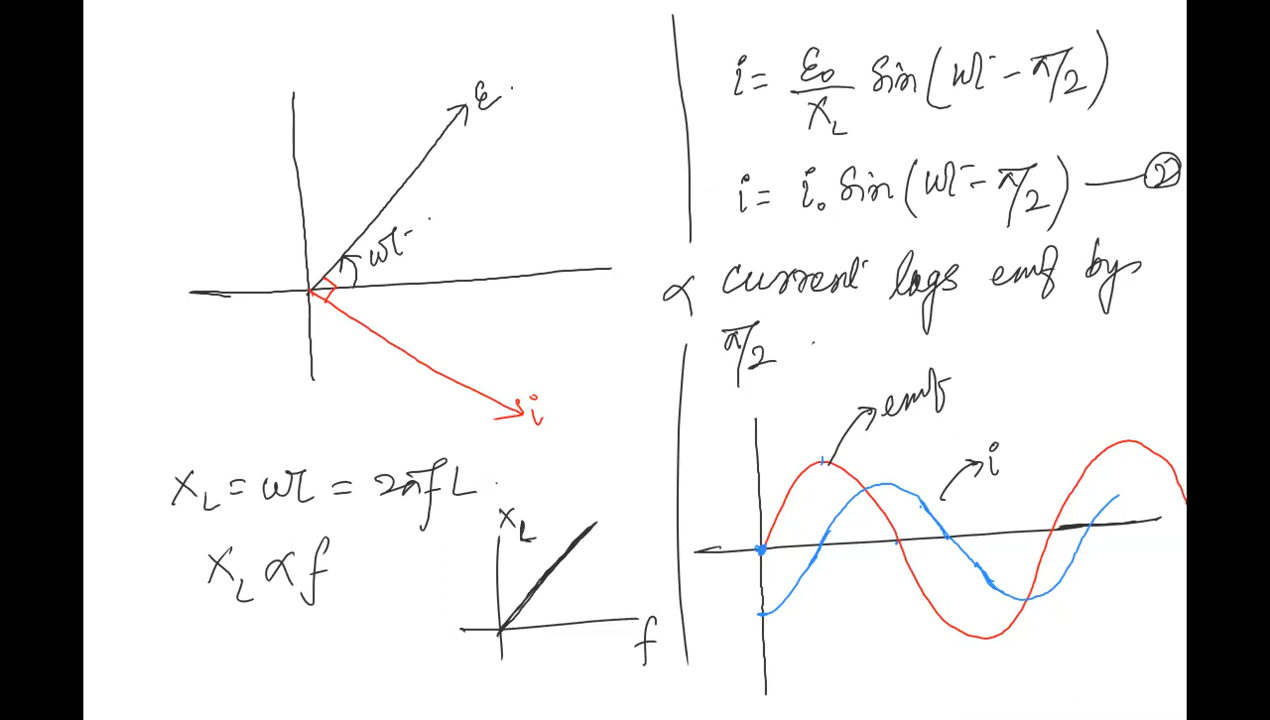 ε
ωt
i
X_L = ωL = 2πfL
X_L ∝ f
X_L
f
i = ε₀/X_L sin(ωt - π/2)
i = i₀ sin(ωt - π/2) — ②
∝ current lags emf by
π/2
emf
i